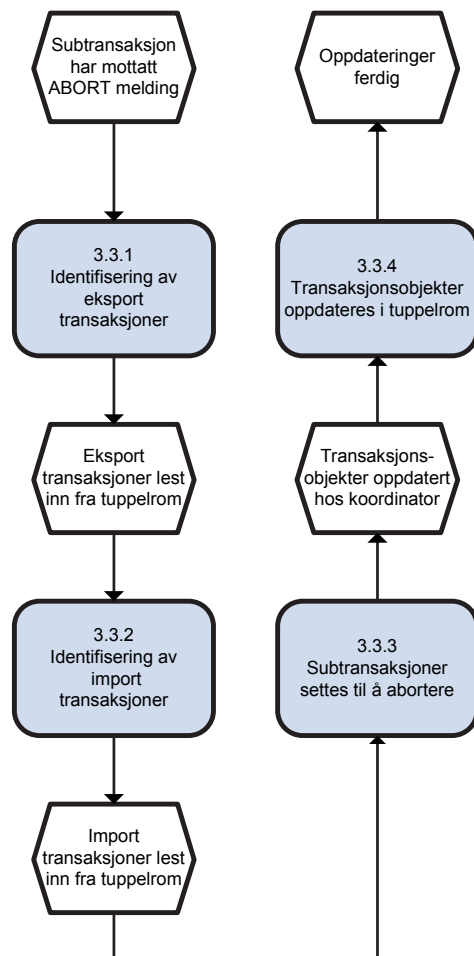 Subtransaksjon
har mottatt
ABORT melding
3.3.1
Identifisering av
eksport
transaksjoner
Eksport
transaksjoner lest
inn fra tuppelrom
3.3.2
Identifisering av
import
transaksjoner
Import
transaksjoner lest
inn fra tuppelrom
3.3.3
Subtransaksjoner
settes til å abortere
Transaksjons-
objekter oppdatert
hos koordinator
3.3.4
Transaksjonsobjekter
oppdateres i tuppelrom
Oppdateringer
ferdig